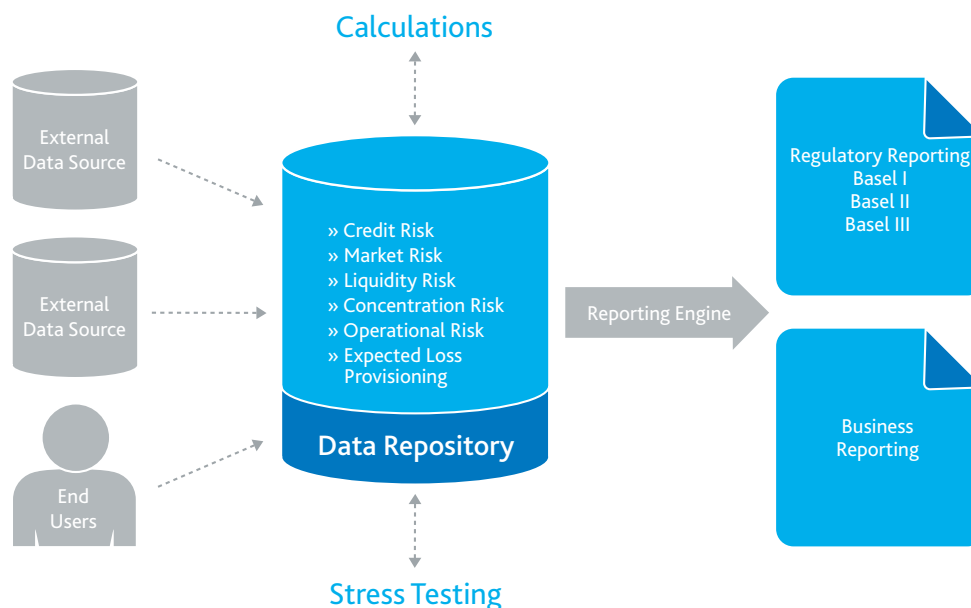 Calculations
External
Data Source
External
Data Source
End
Users
» Credit Risk
» Market Risk
» Liquidity Risk
» Concentration Risk
» Operational Risk
» Expected Loss
Provisioning
Data Repository
Stress Testing
Reporting Engine
Regulatory Reporting
Basel I
Basel II
Basel III
Business
Reporting